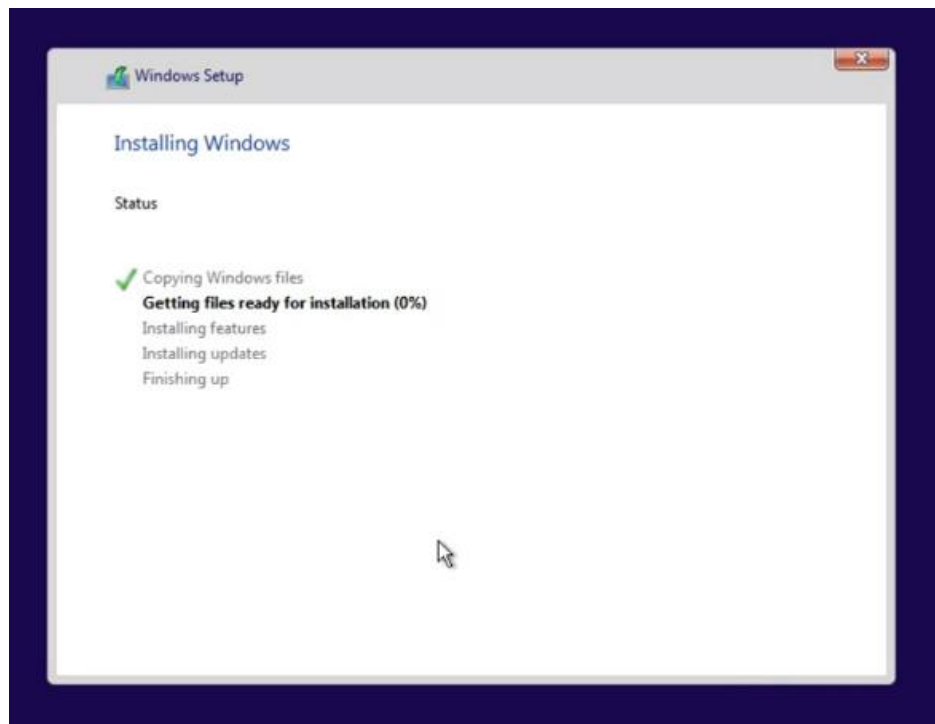 Windows Setup
Installing Windows
Status
Copying Windows files
Getting files ready for installation (0%)
Installing features
Installing updates
Finishing up